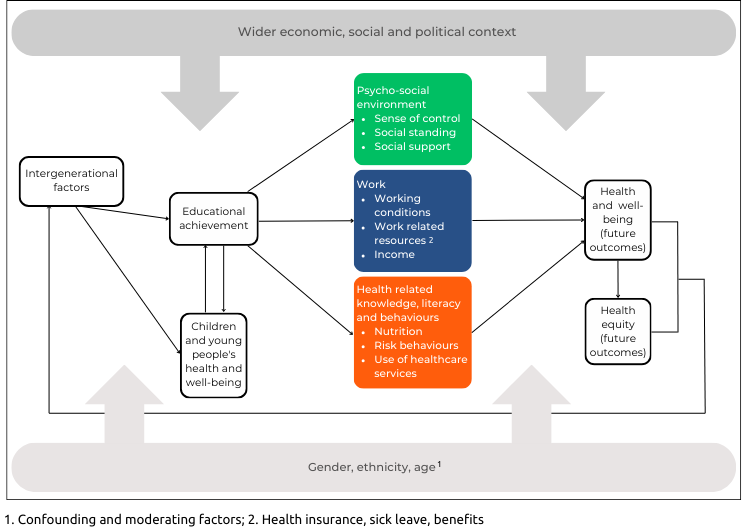 Wider economic, social and political context
Psycho-social
environment
• Sense of control
• Social standing
• Social support
Intergenerational
factors
Work
• Working
conditions
• Work related
resources 2
• Income
Educational
achievement
Health
and well-
being
(future
outcomes)
Health related
knowledge, literacy
and behaviours
• Nutrition
• Risk behaviours
• Use of healthcare
services
Children
and young
people's
health and
well-being
Health
equity
(future
outcomes)
Gender, ethnicity, age 1
1. Confounding and moderating factors; 2. Health insurance, sick leave, benefits